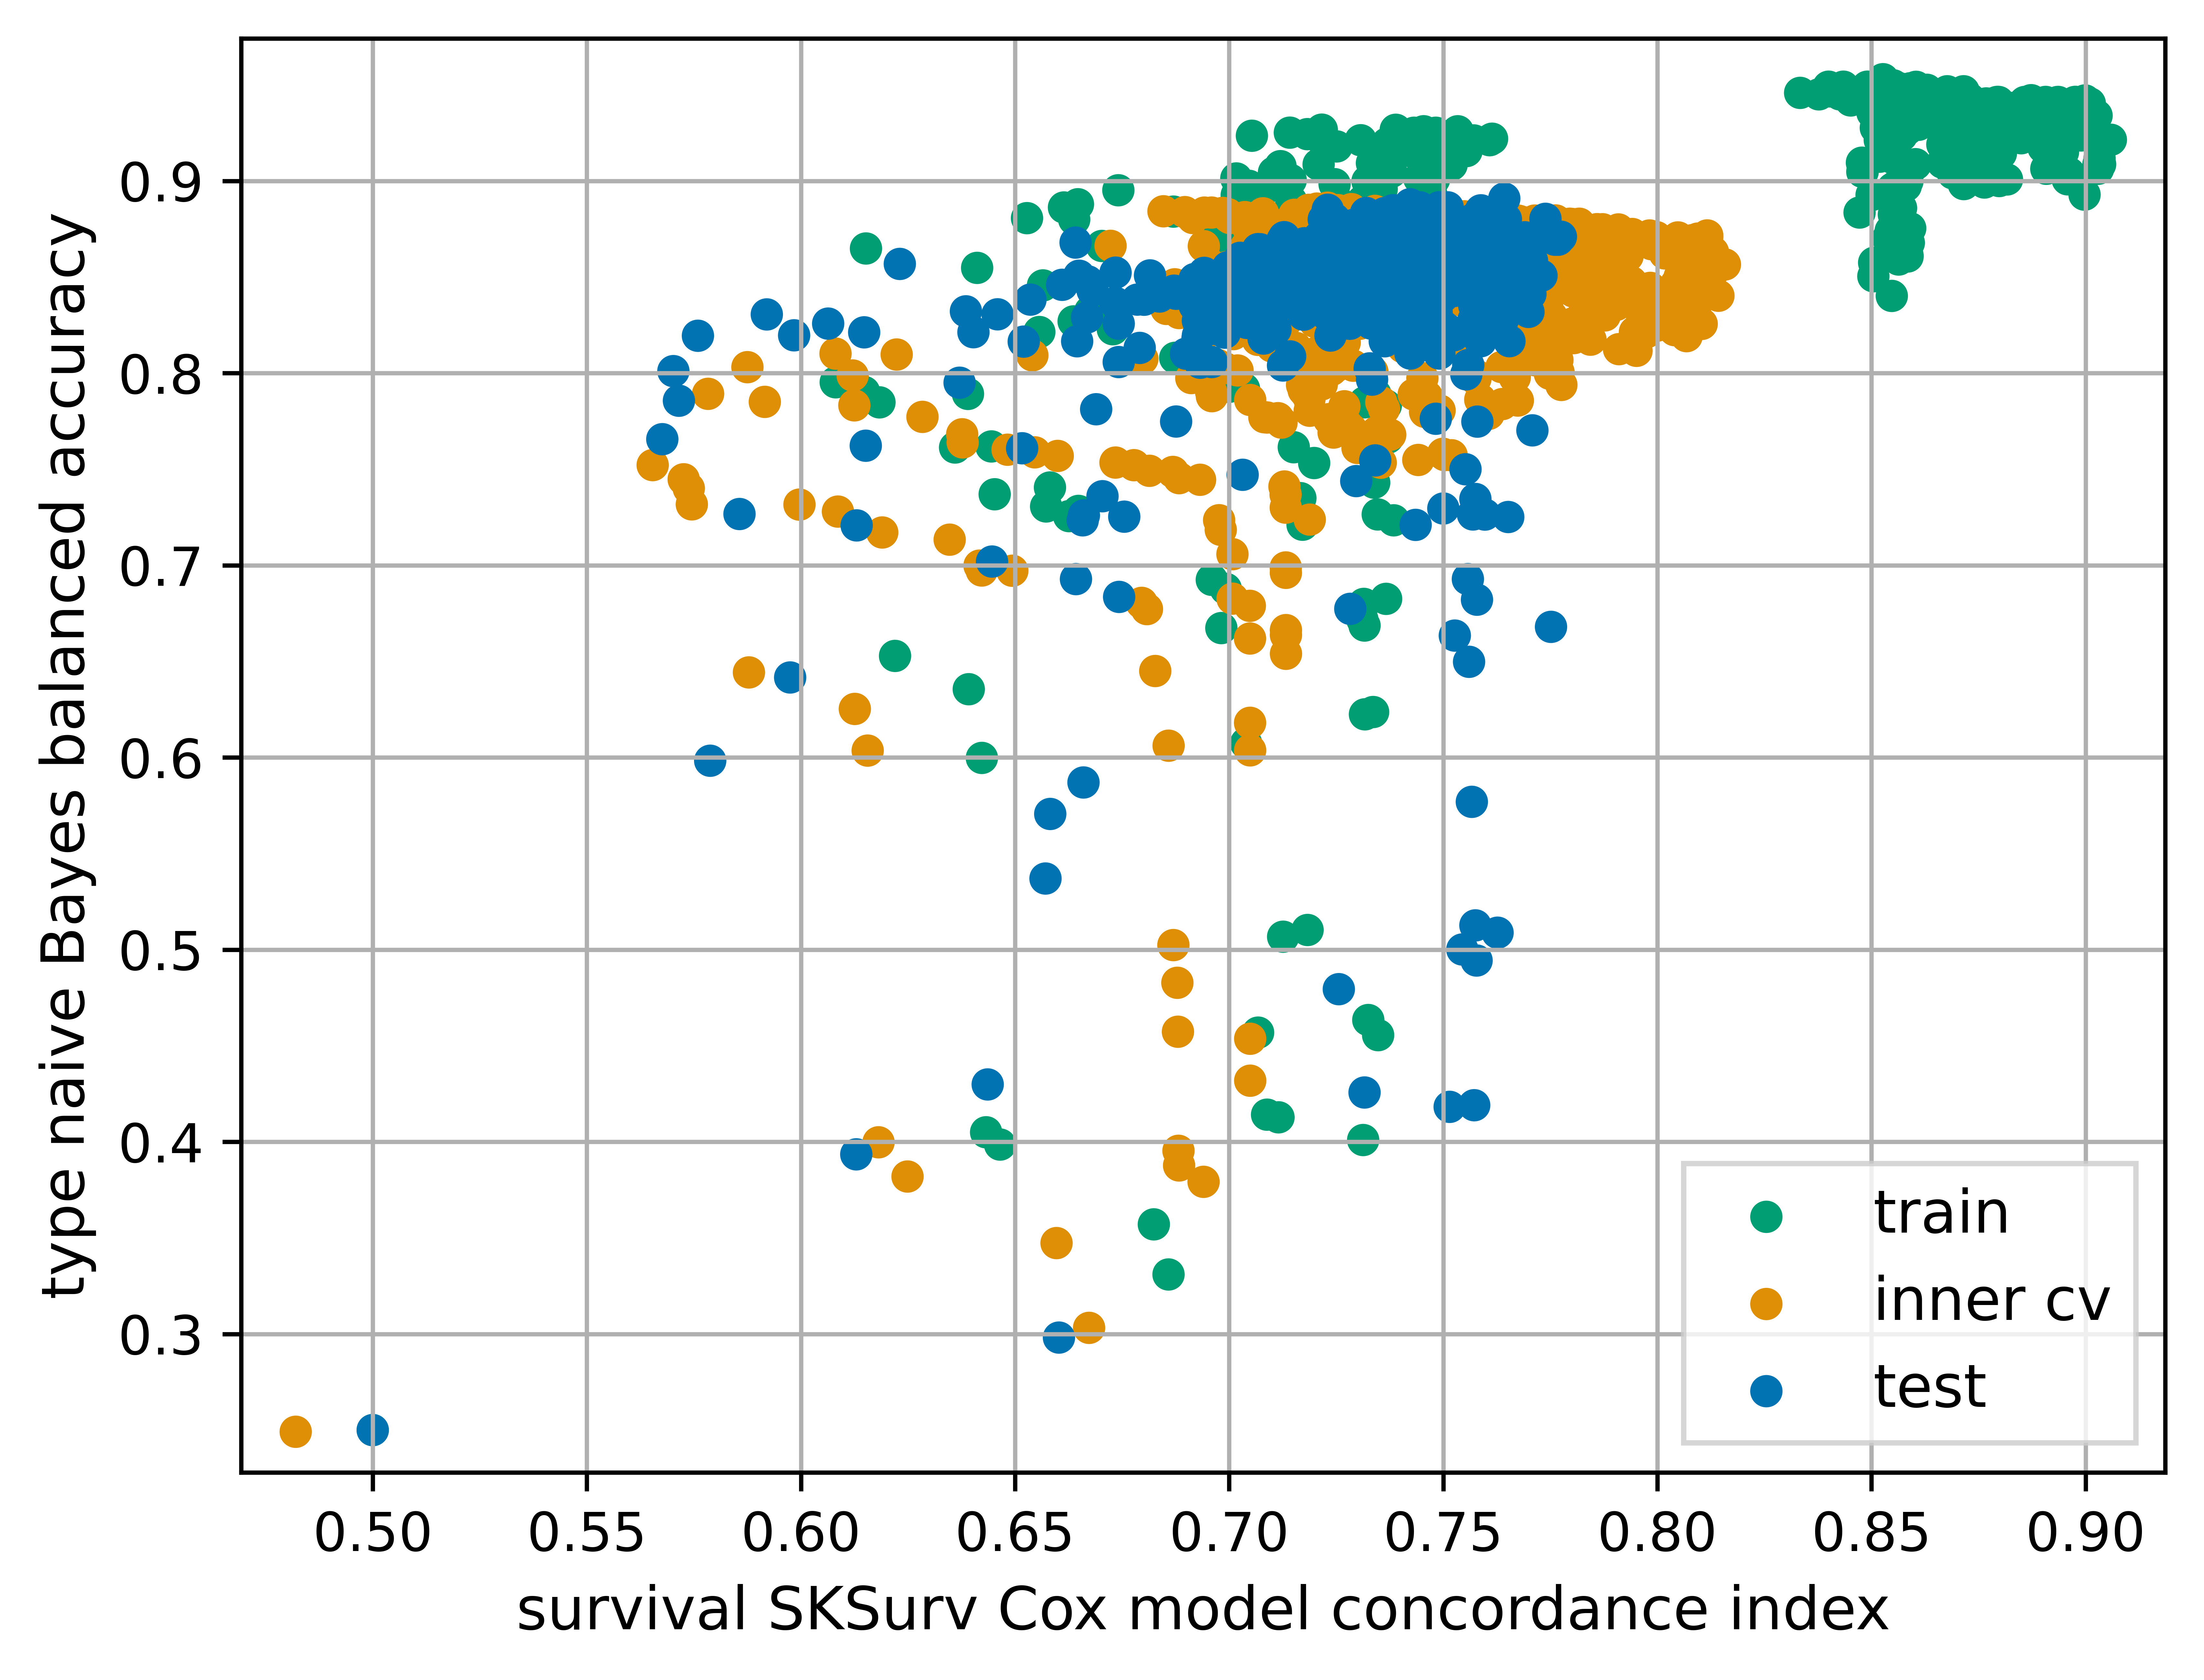 type naive Bayes balanced accuracy
0.9
0.8
0.7
0.6
0.5
0.4
0.3
train
inner cv
test
0.50 0.55 0.60 0.65 0.70 0.75 0.80 0.85 0.90
survival SKSurv Cox model concordance index